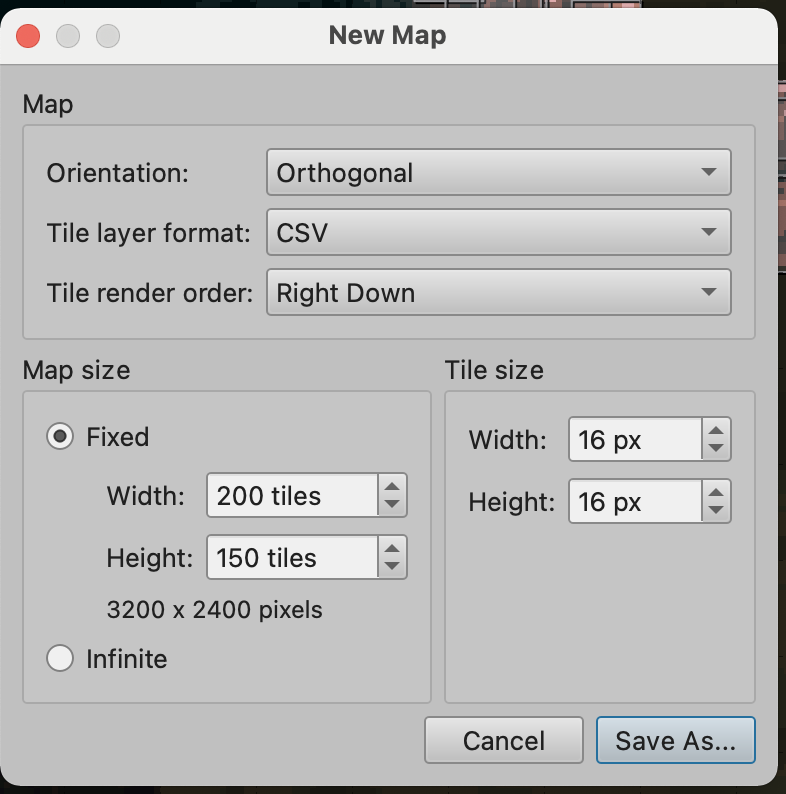 New Map
Map
Orientation: Orthogonal
Tile layer format: CSV
Tile render order: Right Down
Map size
Tile size
Fixed
Width: 200 tiles
Height: 150 tiles
3200 x 2400 pixels
Infinite
Width: 16 px
Height: 16 px
Cancel
Save As...